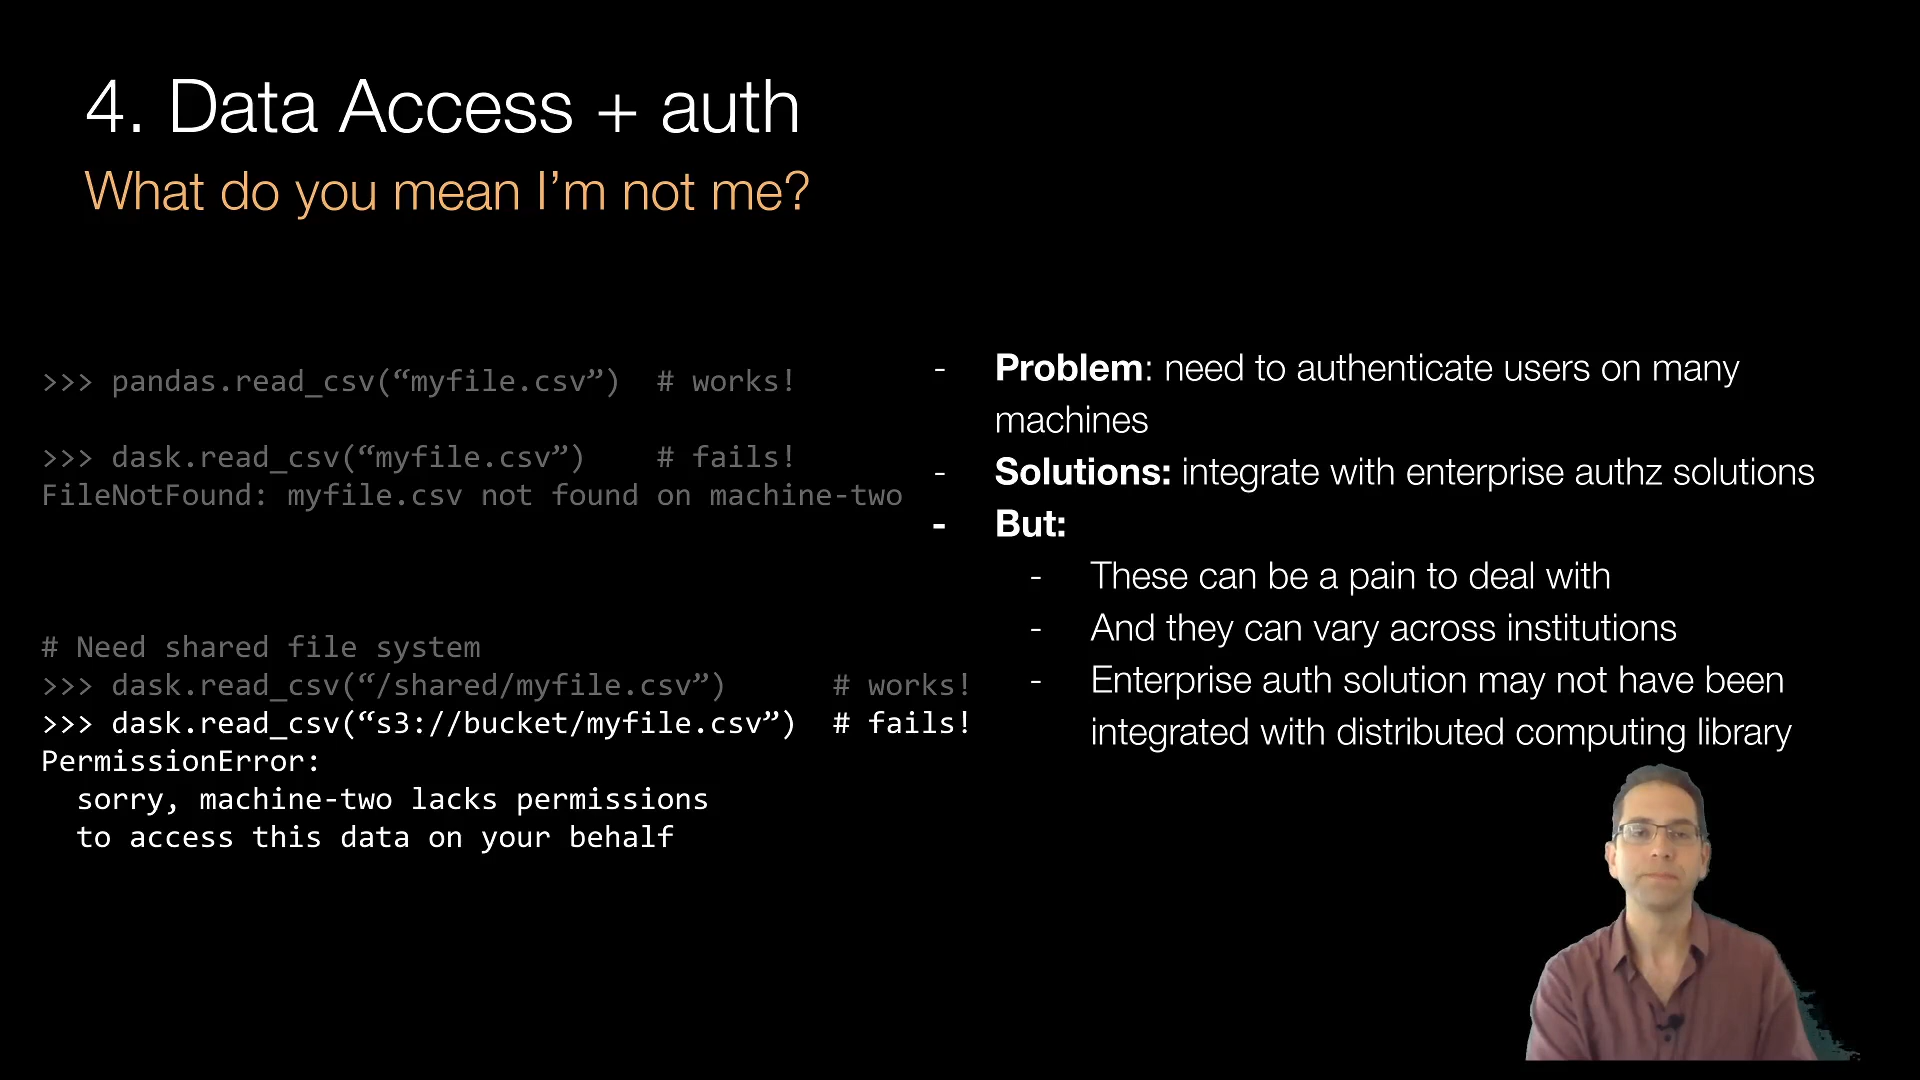 4. Data Access + auth
What do you mean I’m not me?
>>> pandas.read_csv(“myfile.csv”)  # works!
>>> dask.read_csv(“myfile.csv”)    # fails!
FileNotFound: myfile.csv not found on machine-two
# Need shared file system
>>> dask.read_csv(“/shared/myfile.csv”)      # works!
>>> dask.read_csv(“s3://bucket/myfile.csv”)  # fails!
PermissionError:
  sorry, machine-two lacks permissions
  to access this data on your behalf
- Problem: need to authenticate users on many
machines
- Solutions: integrate with enterprise authz solutions
- But:
- These can be a pain to deal with
- And they can vary across institutions
- Enterprise auth solution may not have been
integrated with distributed computing library